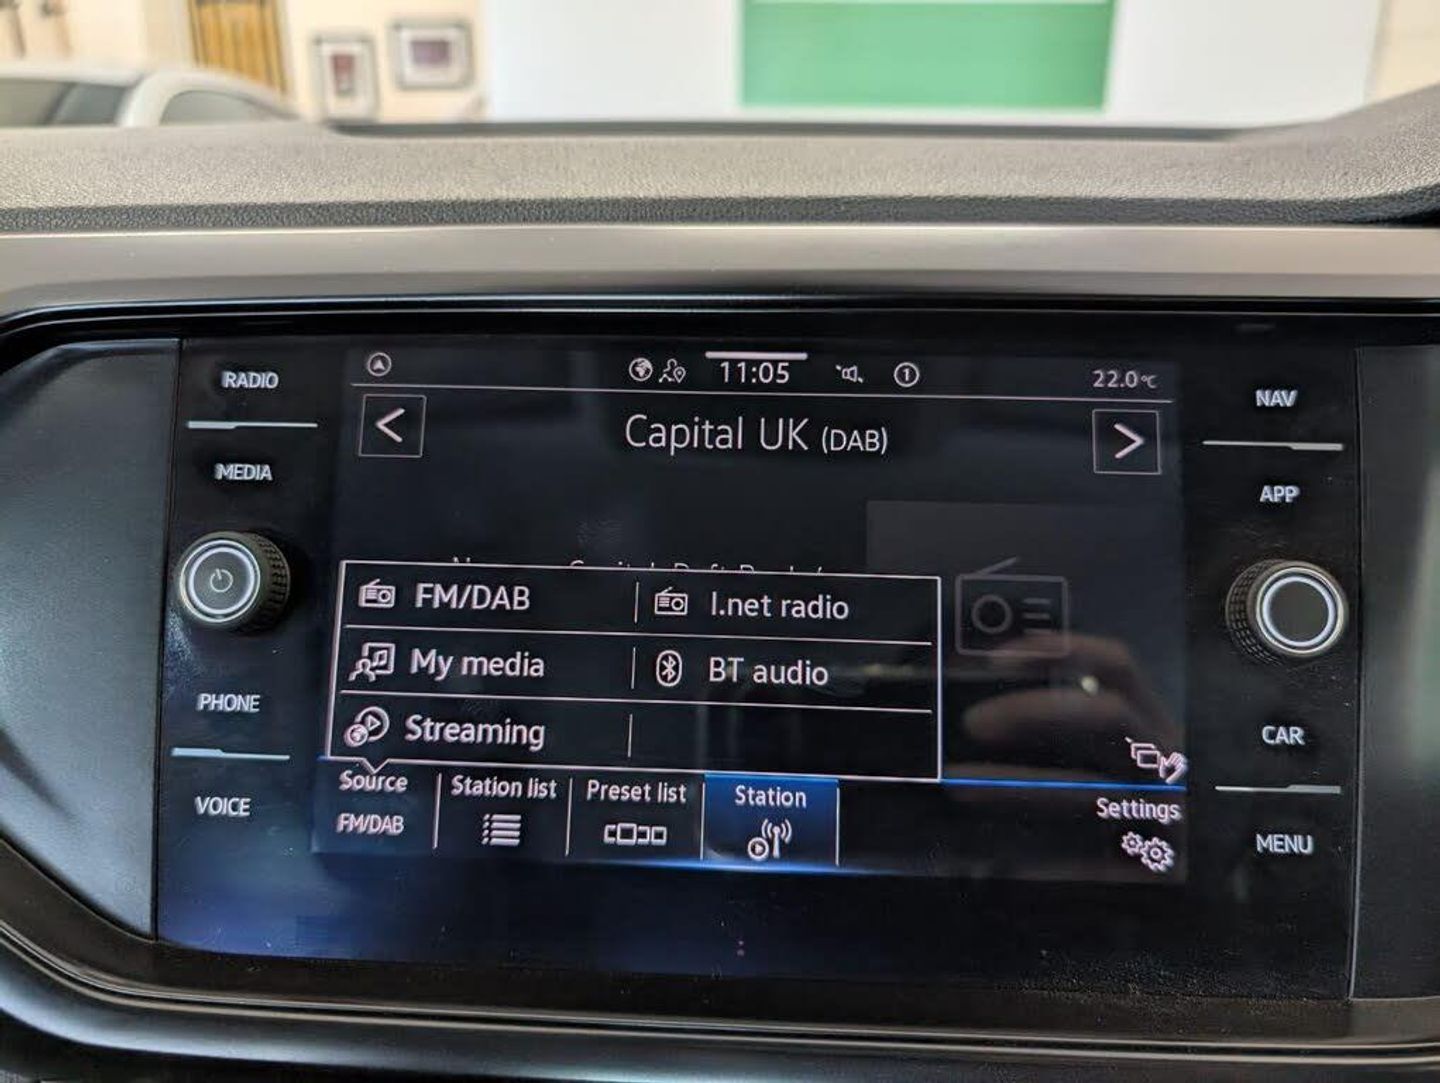 RADIO
MEDIA
PHONE
VOICE
11:05
1
22.0°C
Capital UK (DAB)
FM/DAB
I.net radio
My media
BT audio
Streaming
Source
FM/DAB
Station list
Preset list
Station
Settings
NAV
APP
CAR
MENU